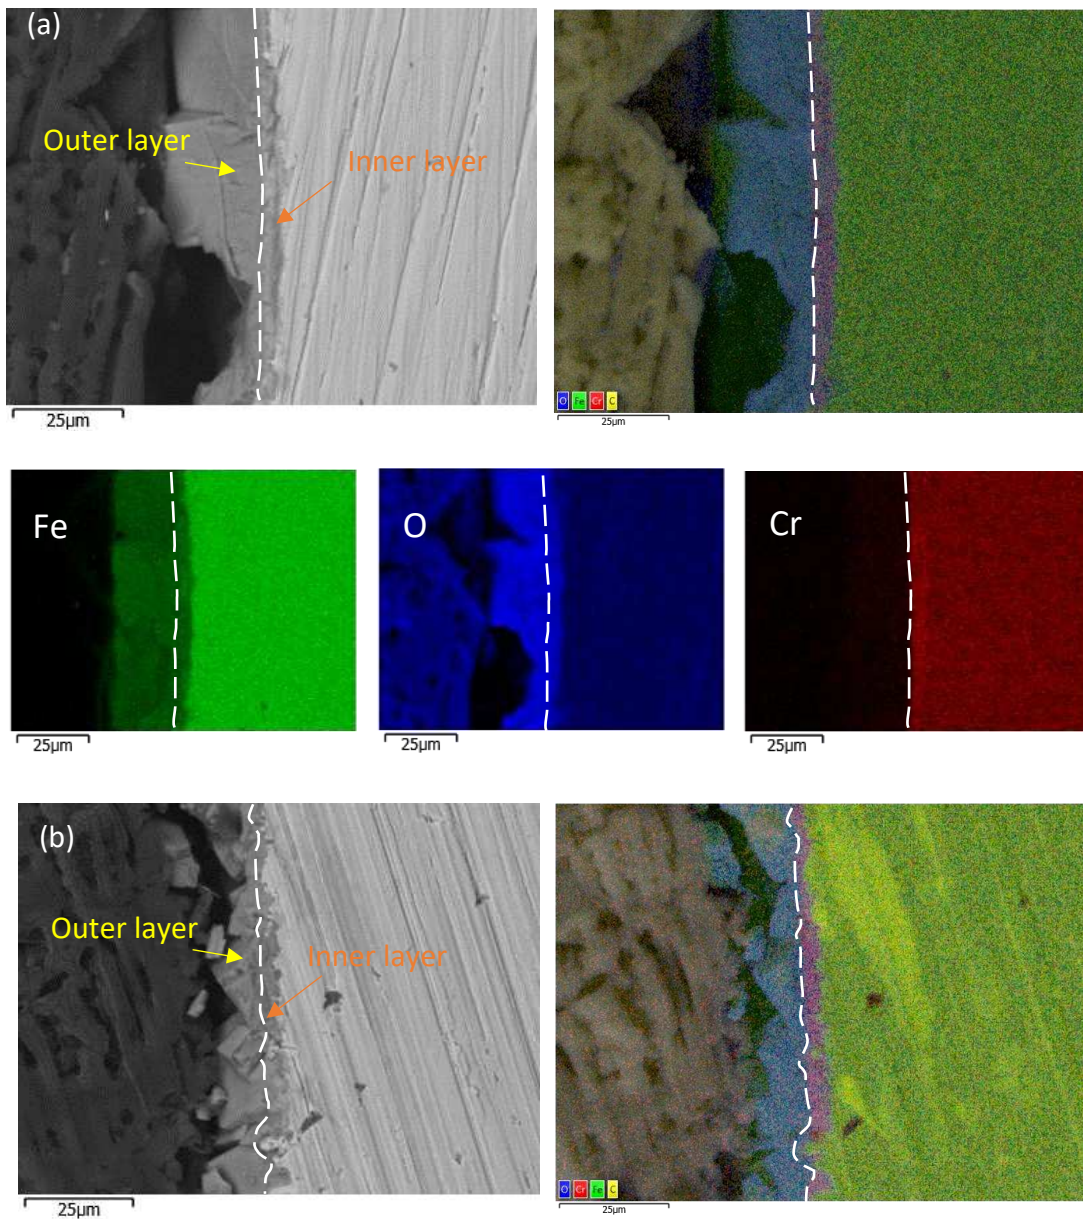 (a)
Outer layer
Inner layer
25µm
O Fe Cr C
25µm
Fe
O
Cr
25µm
25µm
25µm
(b)
Outer layer
Inner layer
25µm
O Cr Fe C
25µm